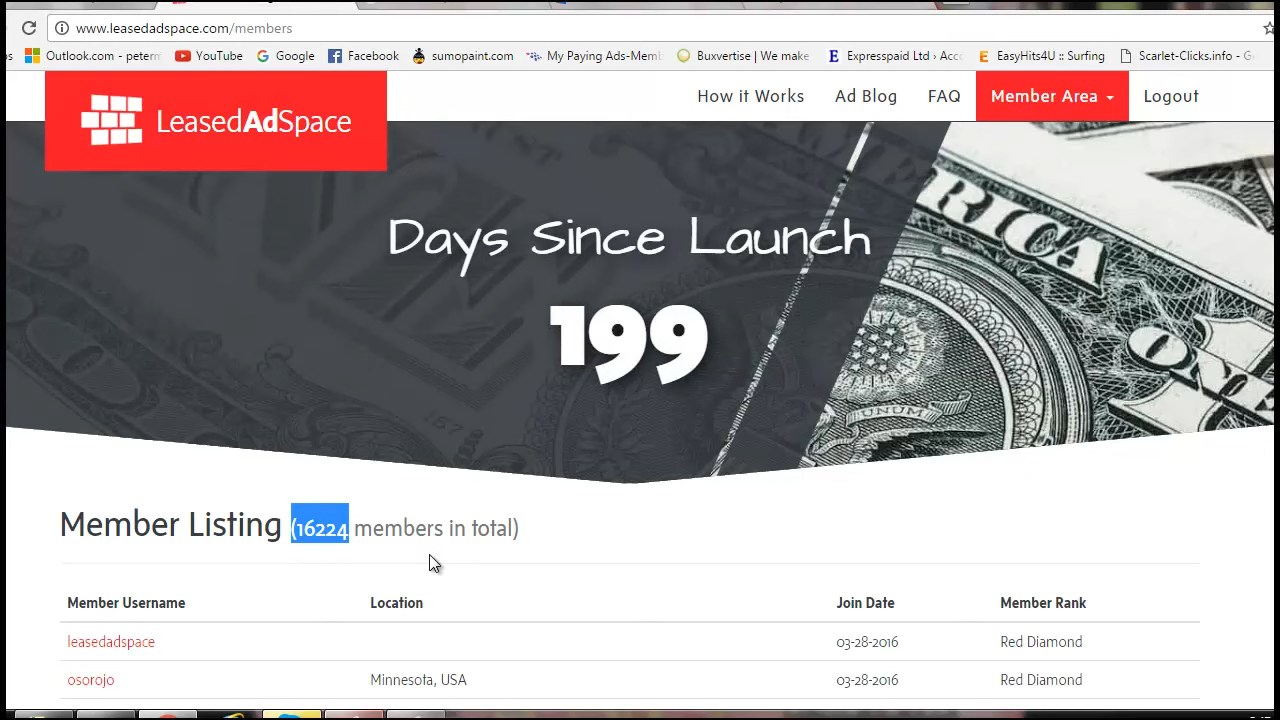 www.leasedadspace.com/members
Outlook.com - peterm
YouTube
Google
Facebook
sumopaint.com
My Paying Ads-Memb
Buxvertise | We make
Expresspaid Ltd › Acc
EasyHits4U :: Surfing
Scarlet-Clicks.info - G
LeasedAdSpace
How it Works
Ad Blog
FAQ
Member Area
Logout
Days Since Launch
199
ERICA
UNUM
Member Listing (16224 members in total)
Member Username Location Join Date Member Rank
leasedadspace 03-28-2016 Red Diamond
osorojo Minnesota, USA 03-28-2016 Red Diamond